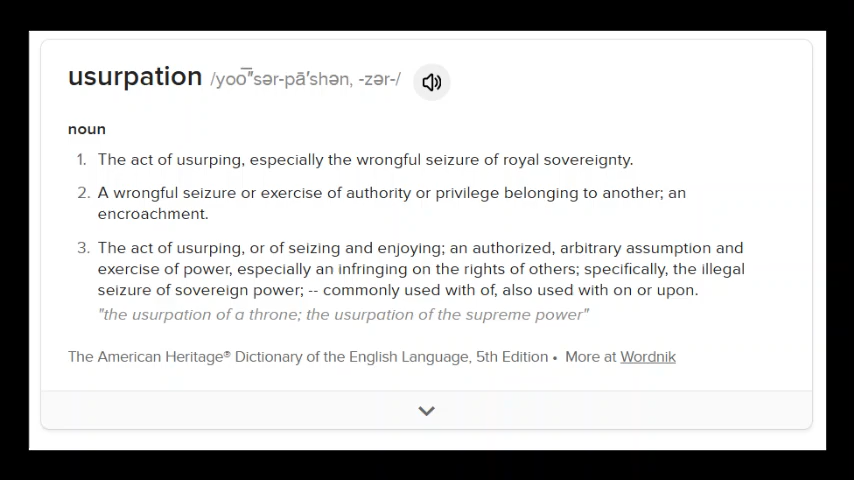 usurpation /yo͞o″sər-pā′shən, -zər-/
noun
1. The act of usurping, especially the wrongful seizure of royal sovereignty.
2. A wrongful seizure or exercise of authority or privilege belonging to another; an
encroachment.
3. The act of usurping, or of seizing and enjoying; an authorized, arbitrary assumption and
exercise of power, especially an infringing on the rights of others; specifically, the illegal
seizure of sovereign power; -- commonly used with of, also used with on or upon.
"the usurpation of a throne; the usurpation of the supreme power"
The American Heritage® Dictionary of the English Language, 5th Edition • More at Wordnik